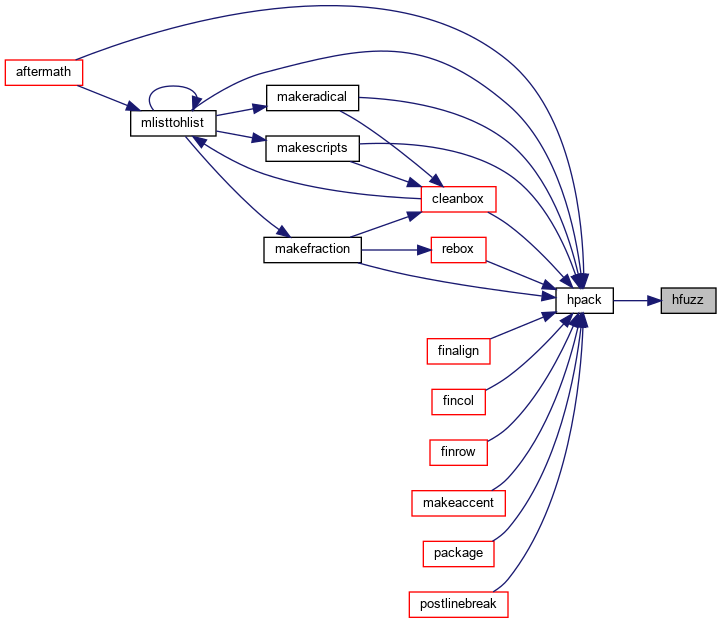 aftermath
makeradical
mlisttohlist
makescripts
cleanbox
makefraction
rebox
hpack
hfuzz
finalign
fincol
finrow
makeaccent
package
postlinebreak